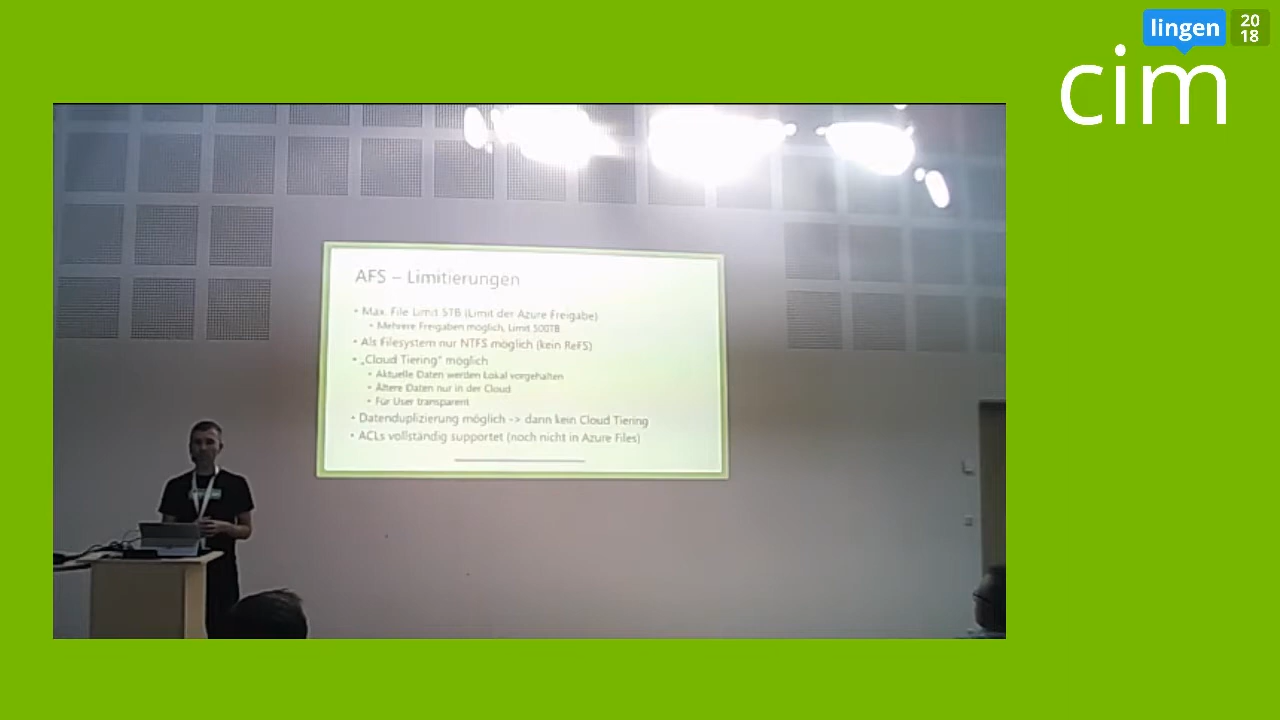 lingen
20
18
cim
AFS – Limitierungen
• Max. File Limit 5TB (Limit der Azure Freigabe)
• Mehrere Freigaben möglich, Limit 500TB
• Als Filesystem nur NTFS möglich (kein ReFS)
• „Cloud Tiering" möglich
• Aktuelle Daten werden Lokal vorgehalten
• Ältere Daten nur in der Cloud
• Für User transparent
• Datenduplizierung möglich -> dann kein Cloud Tiering
• ACLs vollständig supportet (noch nicht in Azure Files)